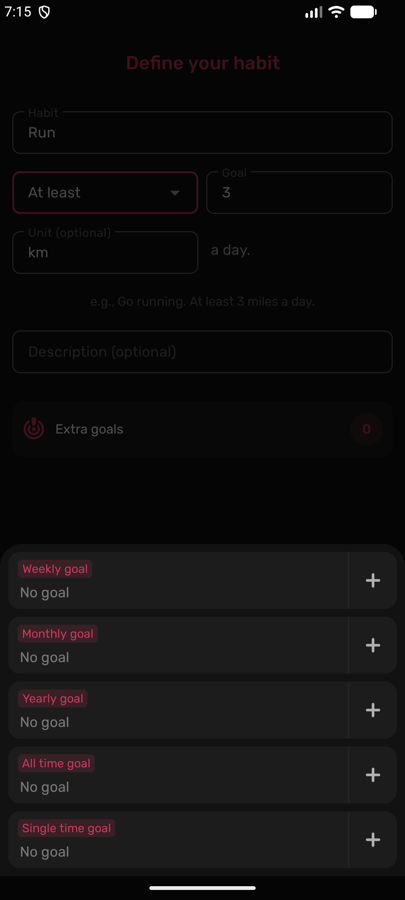 7:15
Define your habit
Habit
Run
At least
Goal
3
Unit (optional)
km
a day.
e.g., Go running. At least 3 miles a day.
Description (optional)
Extra goals
0
Weekly goal
No goal
Monthly goal
No goal
Yearly goal
No goal
All time goal
No goal
Single time goal
No goal